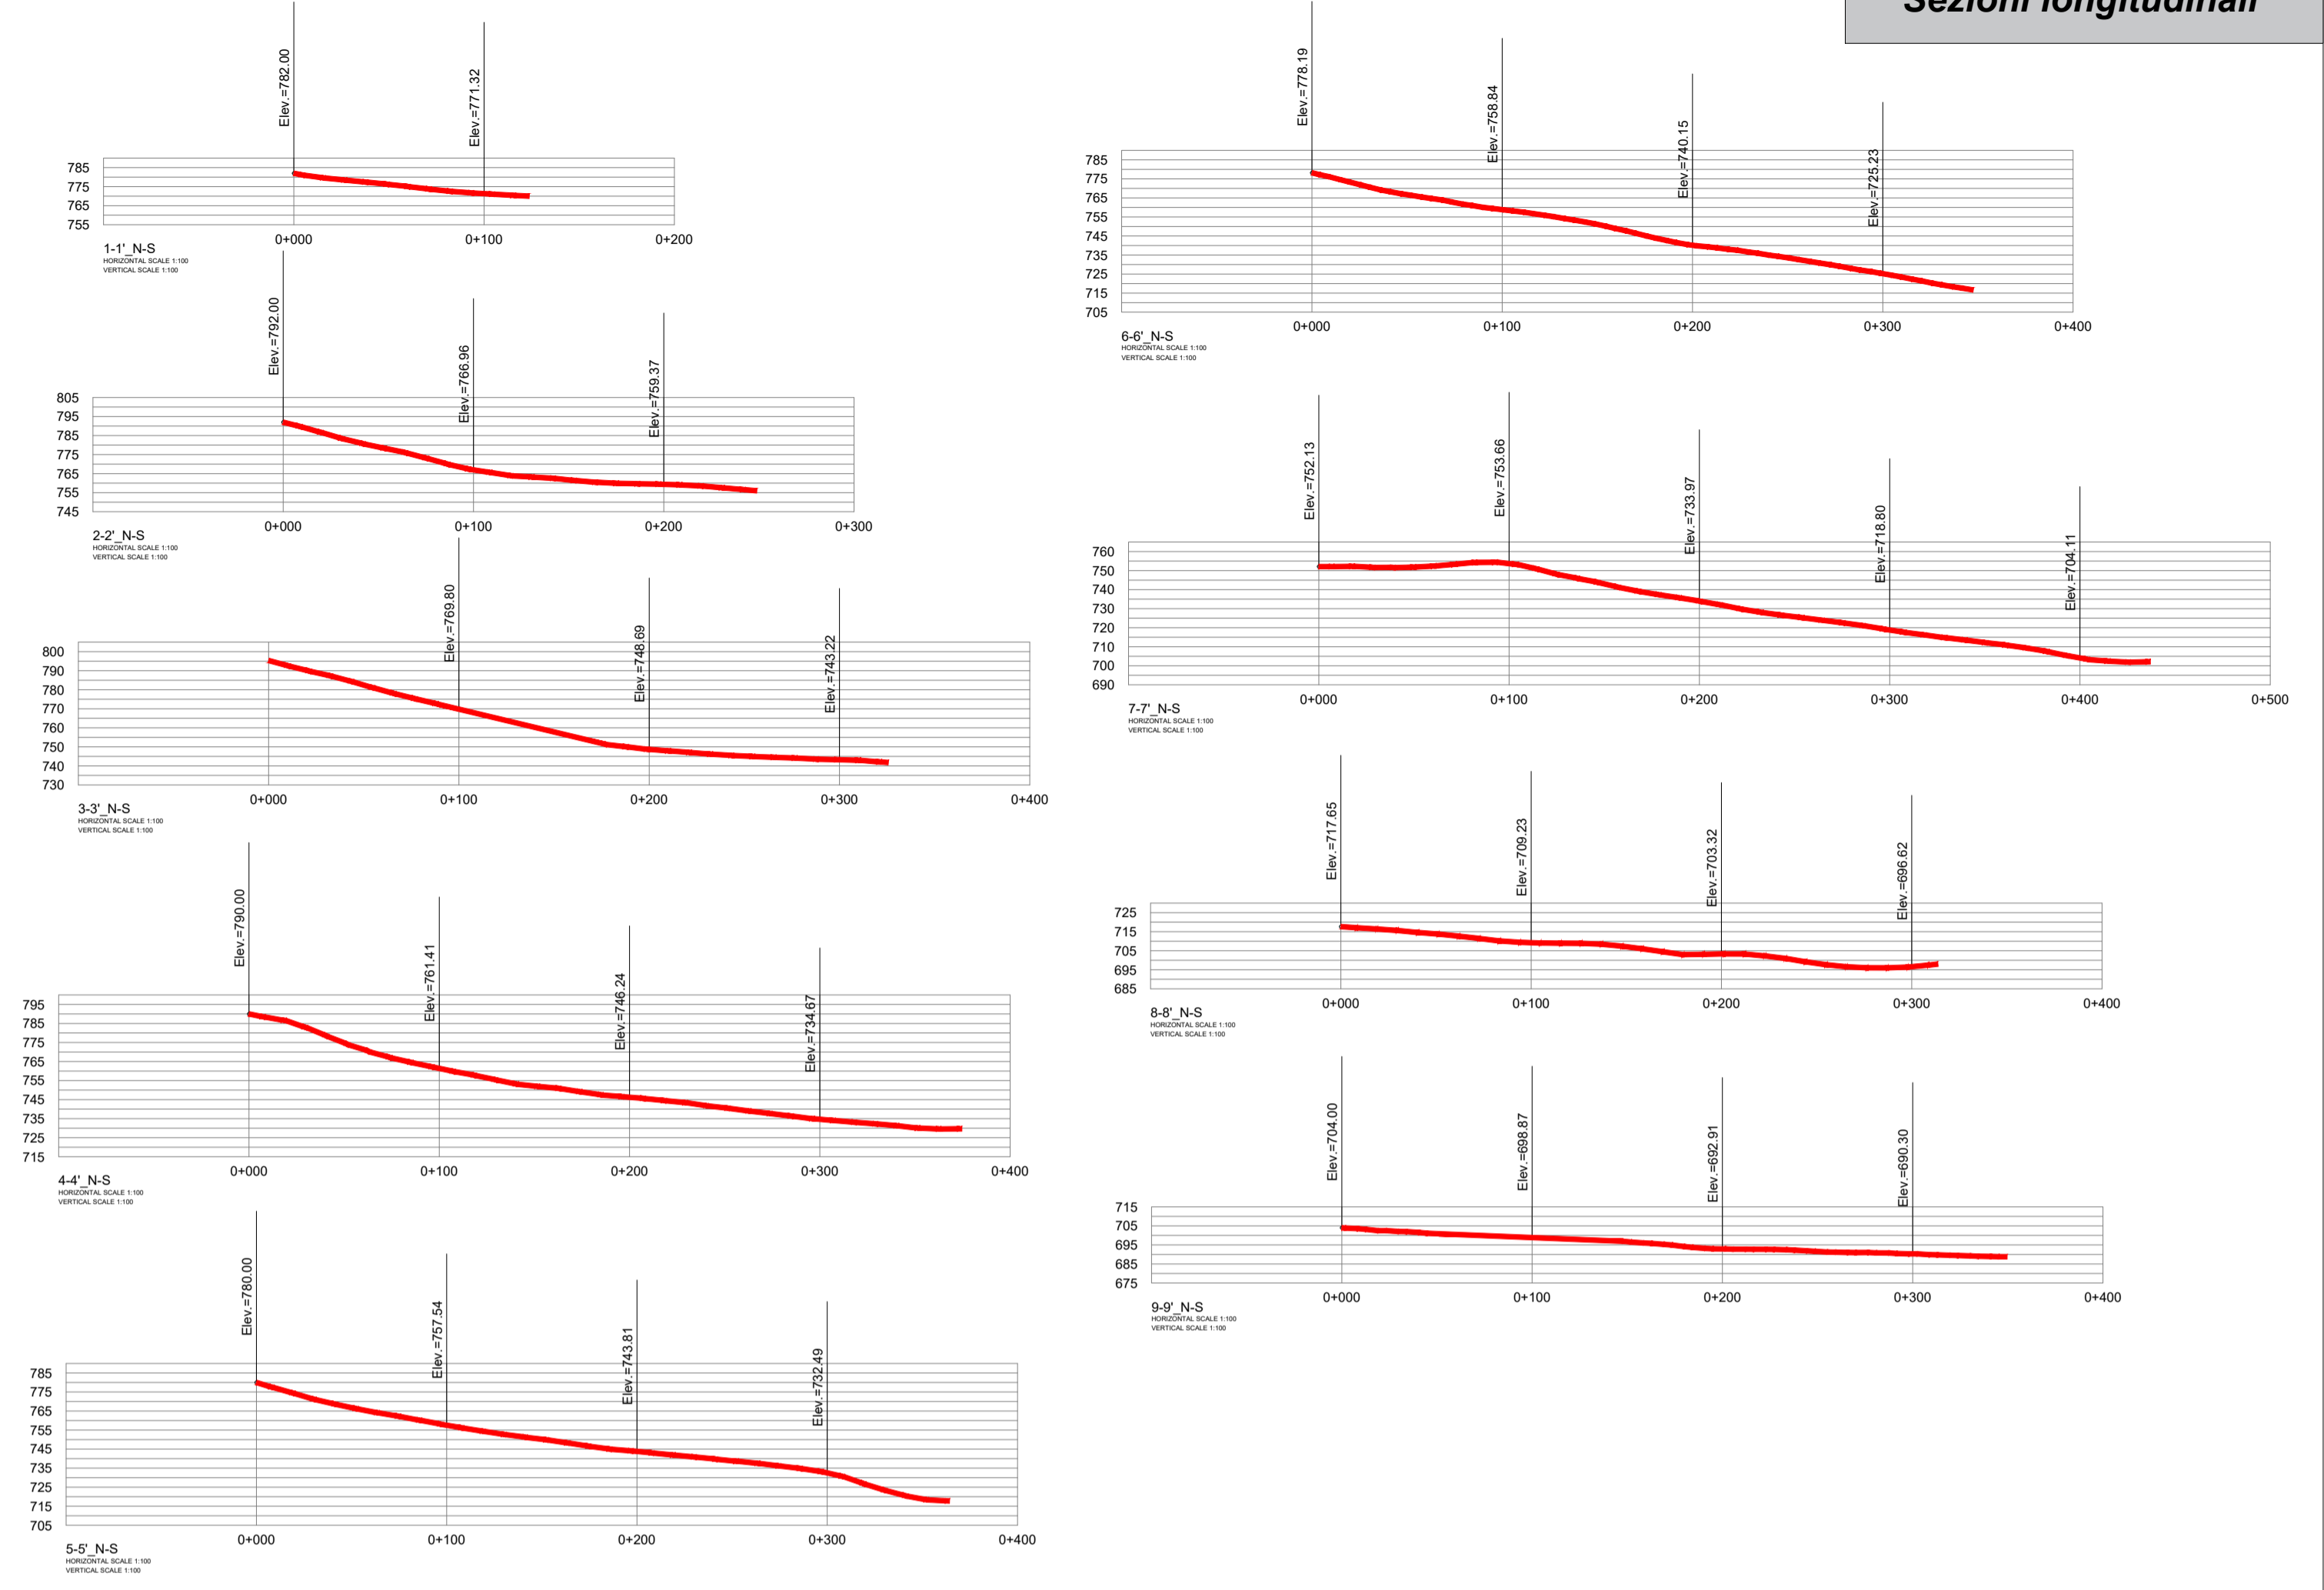 Sezioni longitudinali
Elev.=782.00
Elev.=771.32
785
775
765
755
0+000
0+100
0+200
1-1'_N-S
HORIZONTAL SCALE 1:100
VERTICAL SCALE 1:100
Elev.=792.00
Elev.=766.96
Elev.=759.37
805
795
785
775
765
755
745
0+000
0+100
0+200
0+300
2-2'_N-S
HORIZONTAL SCALE 1:100
VERTICAL SCALE 1:100
Elev.=769.80
Elev.=748.69
Elev.=743.22
800
790
780
770
760
750
740
730
0+000
0+100
0+200
0+300
0+400
3-3'_N-S
HORIZONTAL SCALE 1:100
VERTICAL SCALE 1:100
Elev.=790.00
Elev.=761.41
Elev.=746.24
Elev.=734.67
795
785
775
765
755
745
735
725
715
0+000
0+100
0+200
0+300
0+400
4-4'_N-S
HORIZONTAL SCALE 1:100
VERTICAL SCALE 1:100
Elev.=780.00
Elev.=757.54
Elev.=743.81
Elev.=732.49
785
775
765
755
745
735
725
715
705
0+000
0+100
0+200
0+300
0+400
5-5'_N-S
HORIZONTAL SCALE 1:100
VERTICAL SCALE 1:100
Elev.=778.19
Elev.=758.84
Elev.=740.15
Elev.=725.23
785
775
765
755
745
735
725
715
705
0+000
0+100
0+200
0+300
0+400
6-6'_N-S
HORIZONTAL SCALE 1:100
VERTICAL SCALE 1:100
Elev.=752.13
Elev.=753.66
Elev.=733.97
Elev.=718.80
Elev.=704.11
760
750
740
730
720
710
700
690
0+000
0+100
0+200
0+300
0+400
0+500
7-7'_N-S
HORIZONTAL SCALE 1:100
VERTICAL SCALE 1:100
Elev.=717.65
Elev.=709.23
Elev.=703.32
Elev.=696.62
725
715
705
695
685
0+000
0+100
0+200
0+300
0+400
8-8'_N-S
HORIZONTAL SCALE 1:100
VERTICAL SCALE 1:100
Elev.=704.00
Elev.=698.87
Elev.=692.91
Elev.=690.30
715
705
695
685
675
0+000
0+100
0+200
0+300
0+400
9-9'_N-S
HORIZONTAL SCALE 1:100
VERTICAL SCALE 1:100